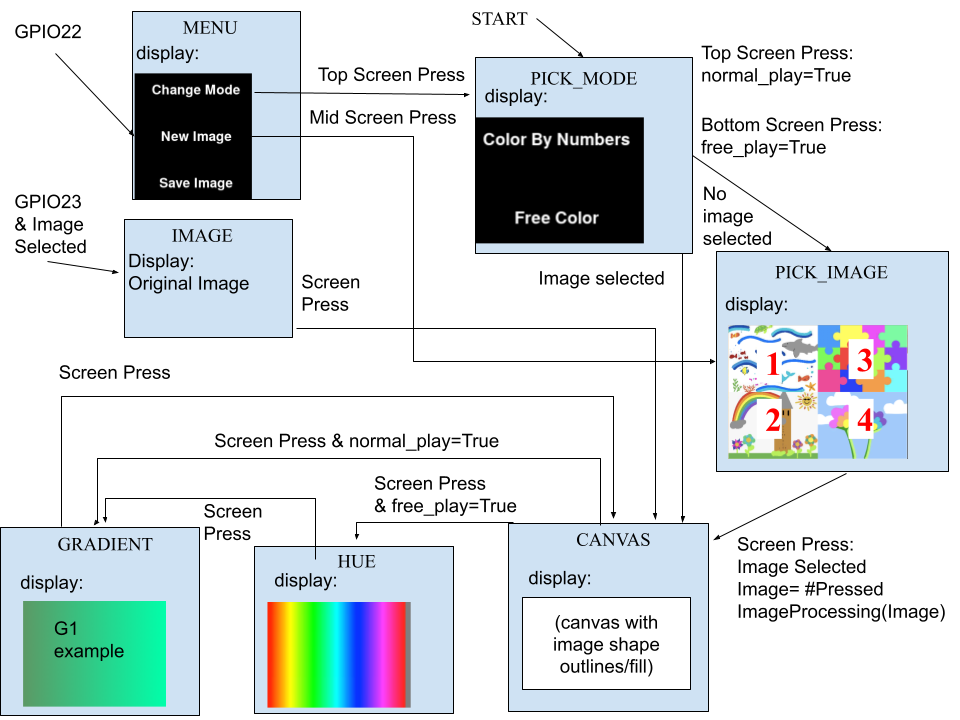 GPIO22
MENU
display:
Change Mode
New Image
Save Image
START
Top Screen Press
Mid Screen Press
PICK_MODE
display:
Color By Numbers
Free Color
Top Screen Press:
normal_play=True
Bottom Screen Press:
free_play=True
No
image
selected
GPIO23
& Image
Selected
IMAGE
Display:
Original Image
Screen
Press
Image selected
PICK_IMAGE
display:
1
3
2
4
Screen Press
Screen Press & normal_play=True
Screen Press
& free_play=True
Screen
Press
GRADIENT
display:
G1
example
HUE
display:
CANVAS
display:
(canvas with
image shape
outlines/fill)
Screen Press:
Image Selected
Image= #Pressed
ImageProcessing(Image)